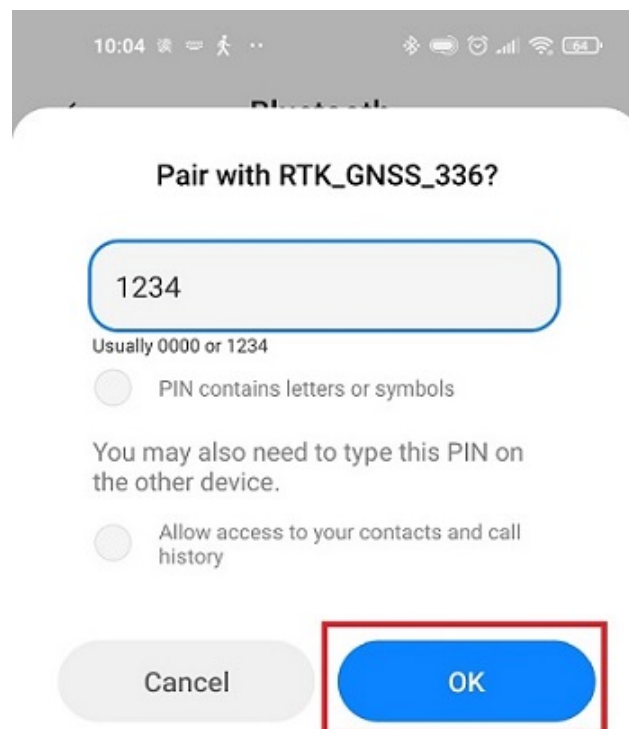 10:04
64
Pair with RTK_GNSS_336?
1234
Usually 0000 or 1234
PIN contains letters or symbols
You may also need to type this PIN on
the other device.
Allow access to your contacts and call
history
Cancel
OK